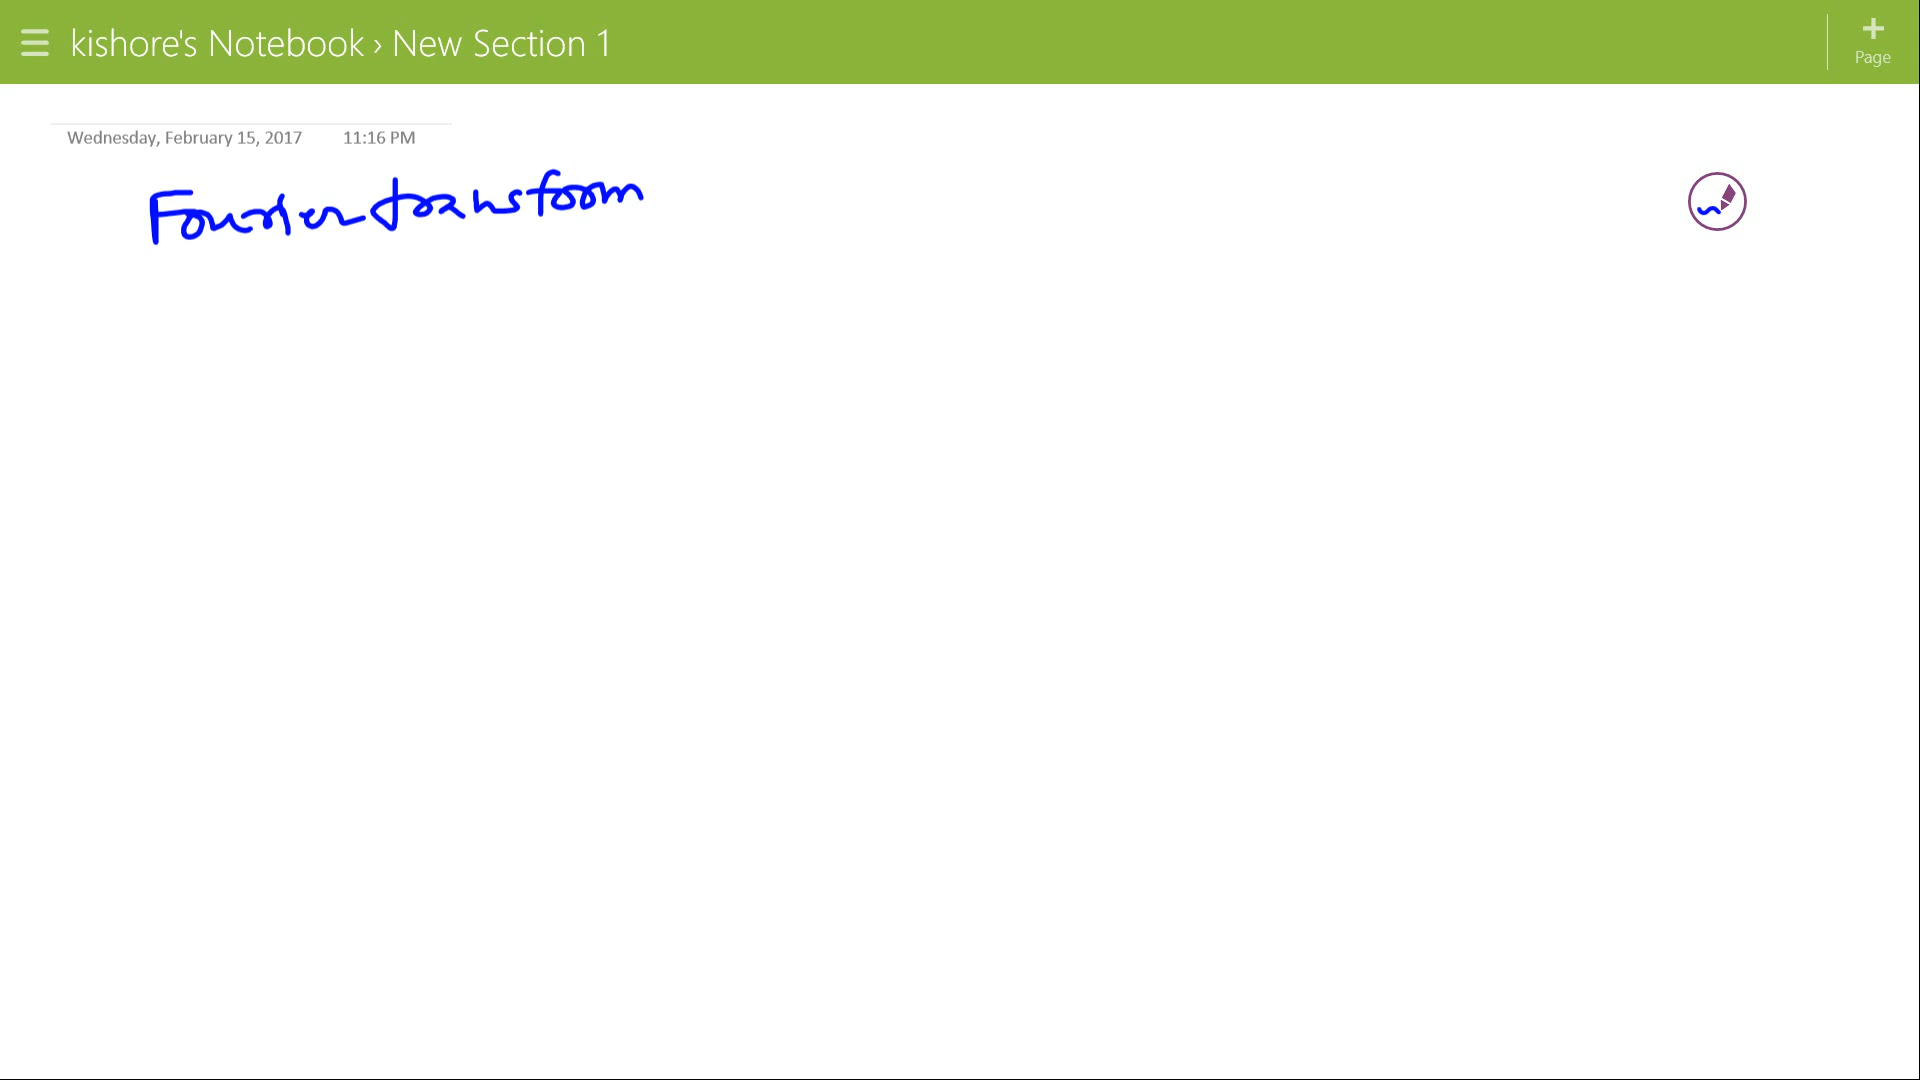 kishore's Notebook › New Section 1
Page
Wednesday, February 15, 2017 11:16 PM
Fourier transform